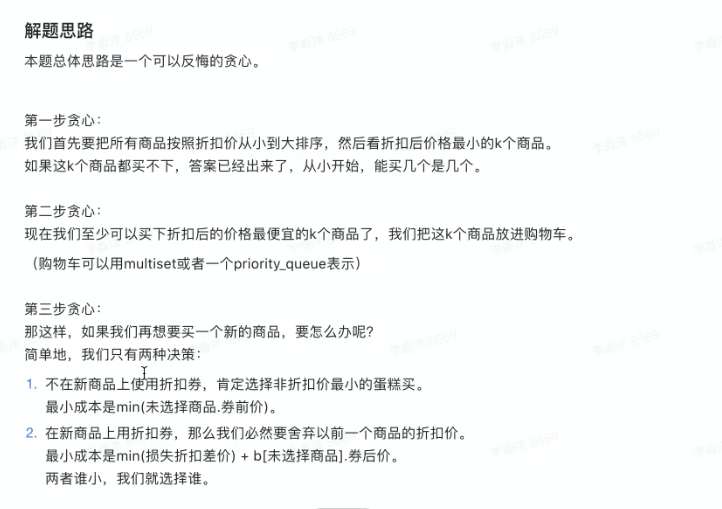 解题思路
本题总体思路是一个可以反悔的贪心。
第一步贪心：
我们首先要把所有商品按照折扣价从小到大排序，然后看折扣后价格最小的k个商品。
如果这k个商品都买不下，答案已经出来了，从小开始，能买几个是几个。
第二步贪心：
现在我们至少可以买下折扣后的价格最便宜的k个商品了，我们把这k个商品放进购物车。
（购物车可以用multiset或者一个priority_queue表示）
第三步贪心：
那这样，如果我们再想要买一个新的商品，要怎么办呢？
简单地，我们只有两种决策：
1. 不在新商品上使用折扣券，肯定选择非折扣价最小的蛋糕买。
最小成本是min(未选择商品.券前价)。
2. 在新商品上用折扣券，那么我们必然要舍弃以前一个商品的折扣价。
最小成本是min(损失折扣差价) + b[未选择商品].券后价。
两者谁小，我们就选择谁。